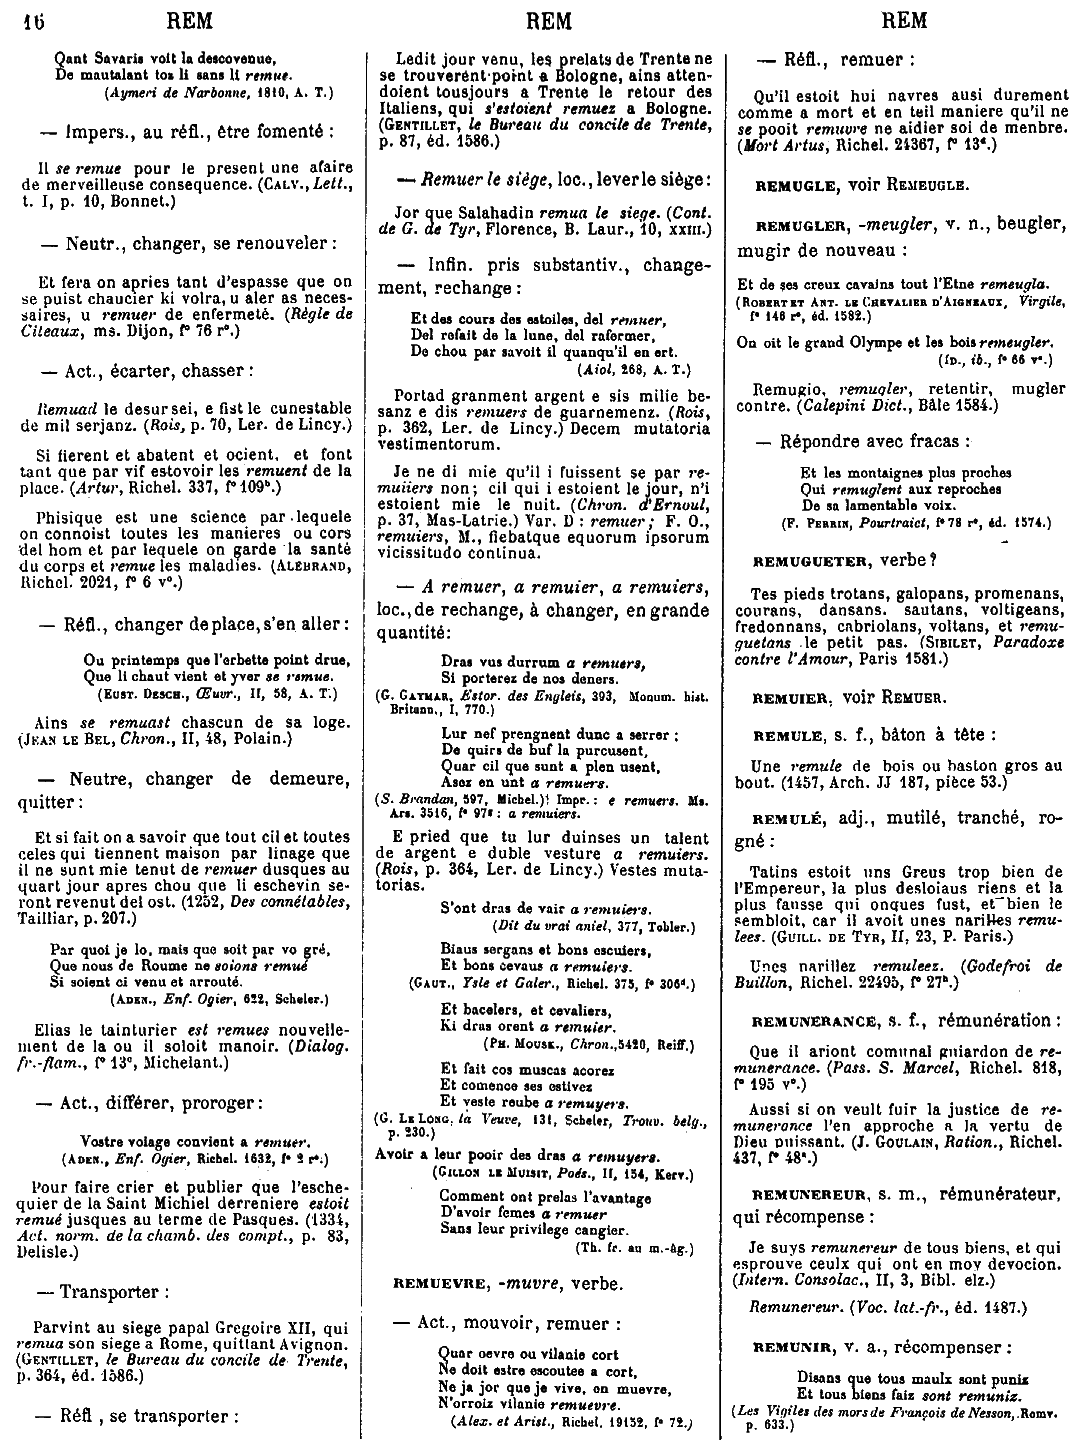 16 REM REM REM
Qant Savaris voit la descovenue,
De mautalant tos li sans li remue.
(Aymeri de Narbonne, 1810, A. T.)
— Impers., au réfl., être fomenté :
Il se remue pour le present une afaire
de merveilleuse consequence. (CALV., Lett.,
t. I, p. 10, Bonnet.)
— Neutr., changer, se renouveler :
Et fera on apries tant d'espasse que on
se puist chaucier ki volra, u aler as neces-
saires, u remuer de enfermeté. (Règle de
Citeaux, ms. Dijon, f° 76 r°.)
— Act., écarter, chasser :
Remuad le desur sei, e fist le cunestable
de mil serjanz. (Rois, p. 70, Ler. de Lincy.)
Si fierent et abatent et ocient, et font
tant que par vif estovoir les remuent de la
place. (Artur, Richel. 337, f° 109ᵇ.)
Phisique est une science par lequele
on connoist toutes les manieres ou cors
del hom et par lequele on garde la santé
du corps et remue les maladies. (ALEBRAND,
Richel. 2021, f° 6 v°.)
— Réfl., changer de place, s'en aller :
Ou printemps que l'erbette point drue,
Que li chaut vient et yver se remue.
(EUST. DESCH., Œuvr., II, 58, A. T.)
Ains se remuast chascun de sa loge.
(JEAN LE BEL, Chron., II, 48, Polain.)
— Neutre, changer de demeure,
quitter :
Et si fait on a savoir que tout cil et toutes
celes qui tiennent maison par linage que
il ne sunt mie tenut de remuer dusques au
quart jour apres chou que li eschevin se-
ront revenut del ost. (1252, Des connétables,
Tailliar, p. 207.)
Par quoi je lo, mais que soit par vo gré,
Que nous de Roume ne soions remué
Si soient ci venu et arrouté.
(ADEN., Enf. Ogier, 622, Scheler.)
Elias le tainturier est remues nouvelle-
ment de la ou il soloit manoir. (Dialog.
fr.-flam., f° 13ᶜ, Michelant.)
— Act., différer, proroger :
Vostre voiage convient a remuer.
(ADEN., Enf. Ogier, Richel. 1632, f° 2 r°.)
Pour faire crier et publier que l'esche-
quier de la Saint Michiel derreniere estoit
remué jusques au terme de Pasques. (1334,
Act. norm. de la chamb. des compt., p. 83,
Delisle.)
— Transporter :
Parvint au siege papal Gregoire XII, qui
remua son siege a Rome, quittant Avignon.
(GENTILLET, le Bureau du concile de Trente,
p. 364, éd. 1586.)
— Réfl , se transporter :
Ledit jour venu, les prelats de Trente ne
se trouverent point a Bologne, ains atten-
doient tousjours a Trente le retour des
Italiens, qui s'estoient remuez a Bologne.
(GENTILLET, le Bureau du concile de Trente,
p. 87, éd. 1586.)
— Remuer le siège, loc., lever le siège :
Jor que Salahadin remua le siege. (Cont.
de G. de Tyr, Florence, B. Laur., 10, XXIII.)
— Infin. pris substantiv., change-
ment, rechange :
Et des cours des estoiles, del remuer,
Del refait de la lune, del rafermer,
De chou par savoit il quanqu'il en ert.
(Aiol, 268, A. T.)
Portad granment argent e sis milie be-
sanz e dis remuers de guarnemenz. (Rois,
p. 362, Ler. de Lincy.) Decem mutatoria
vestimentorum.
Je ne di mie qu'il i fuissent se par re-
muiiers non ; cil qui i estoient le jour, n'i
estoient mie le nuit. (Chron. d'Ernoul,
p. 37, Mas-Latrie.) Var. D : remuer ; F. O.,
remuiers, M., fiebatque equorum ipsorum
vicissitudo continua.
— A remuer, a remuier, a remuiers,
loc., de rechange, à changer, en grande
quantité :
Dras vus durrum a remuers,
Si porterez de nos deners.
(G. GAYMAR, Estor. des Engleis, 393, Monum. hist.
Britann., I, 770.)
Lur nef prengnent dunc a serrer ;
De quirs de buf la purcusent,
Quar cil que sunt a plen usent,
Asez en unt a remuers.
(S. Brandan, 597, Michel.) Impr. : e remuers. Ms.
Ars. 3516, f° 97ᵉ : a remuiers.
E pried que tu lur duinses un talent
de argent e duble vesture a remuiers.
(Rois, p. 364, Ler. de Lincy.) Vestes muta-
torias.
S'ont dras de vair a remuiers.
(Dit du vrai aniel, 377, Tobler.)
Biaus sergans et bons escuiers,
Et bons cevaus a remuiers.
(GAUT., Ysle et Galer., Richel. 375, f° 306ᵈ.)
Et bacelers, et cevaliers,
Ki dras orent a remuier.
(PH. MOUSK., Chron., 5420, Reiff.)
Et fait cos muscas acorez
Et comence ses estivez
Et veste reube a remuyers.
(G. LE LONG, la Veuve, 131, Scheler, Trouv. belg.,
p. 230.)
Avoir a leur pooir des dras a remuyers.
(GILLON LE MUISIT, Poés., II, 154, Kerv.)
Comment ont prelas l'avantage
D'avoir femes a remuer
Sans leur privilege cangier.
(Th. fr. au m.-âg.)
REMUEVRE, -muvre, verbe.
— Act., mouvoir, remuer :
Quar oevre ou vilanie cort
Ne doit estre escoutee a cort,
Ne ja jor que je vive, en muevre,
N'orroiz vilanie remuevre.
(Alex. et Arist., Richel. 19152, f° 72.)
— Réfl., remuer :
Qu'il estoit hui navres ausi durement
comme a mort et en teil maniere qu'il ne
se pooit remuvre ne aidier soi de menbre.
(Mort Artus, Richel. 24367, f° 13ᵈ.)
REMUGLE, voir REMEUGLE.
REMUGLER, -meugler, v. n., beugler,
mugir de nouveau :
Et de ses creux cavains tout l'Etne remeugla.
(ROBERT ET ANT. LE CHEVALIER D'AIGNEAUX, Virgile,
f° 148 r°, éd. 1582.)
On oit le grand Olympe et les bois remeugler.
(ID., ib., f° 66 v°.)
Remugio, remugler, retentir, mugler
contre. (Calepini Dict., Bâle 1584.)
— Répondre avec fracas :
Et les montaignes plus proches
Qui remuglent aux reproches
De sa lamentable voix.
(F. PERRIN, Pourtraict, f° 78 r°, éd. 1574.)
REMUGUETER, verbe ?
Tes pieds trotans, galopans, promenans,
courans, dansans, sautans, voltigeans,
fredonnans, cabriolans, voltans, et remu-
guetans le petit pas. (SIBILET, Paradoxe
contre l'Amour, Paris 1581.)
REMUIER, voir REMUER.
REMULE, s. f., bâton à tête :
Une remule de bois ou baston gros au
bout. (1457, Arch. JJ 187, pièce 53.)
REMULÉ, adj., mutilé, tranché, ro-
gné :
Tatins estoit uns Greus trop bien de
l'Empereur, la plus desloiaus riens et la
plus fausse qui onques fust, et bien le
sembloit, car il avoit unes narilles remu-
lees. (GUILL. DE TYR, II, 23, P. Paris.)
Unes narillez remuleez. (Godefroi de
Buillon, Richel. 22495, f° 27ᵇ.)
REMUNERANCE, s. f., rémunération :
Que il ariont comunal guiardon de re-
munerance. (Pass. S. Marcel, Richel. 818,
f° 195 v°.)
Aussi si on veult fuir la justice de re-
munerance l'en approche a la vertu de
Dieu puissant. (J. GOULAIN, Ration., Richel.
437, f° 48ᵃ.)
REMUNEREUR, s. m., rémunérateur,
qui récompense :
Je suys remunereur de tous biens, et qui
esprouve ceulx qui ont en moy devocion.
(Intern. Consolac., II, 3, Bibl. elz.)
Remunereur. (Voc. lat.-fr., éd. 1487.)
REMUNIR, v. a., récompenser :
Disans que tous maulx sont puniz
Et tous biens faiz sont remuniz.
(Les Vigiles des mors de François de Nesson, Romv.
p. 633.)